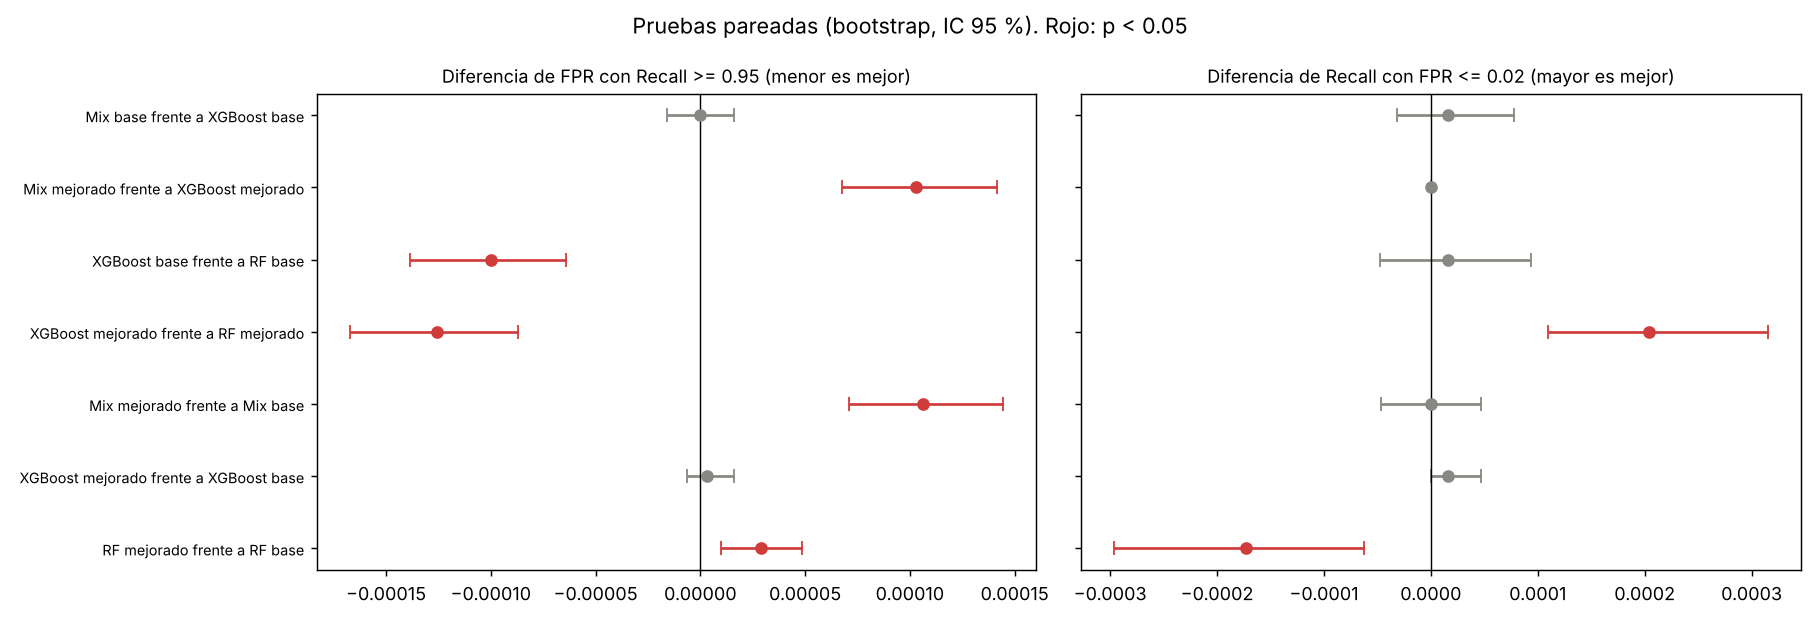 Pruebas pareadas (bootstrap, IC 95 %). Rojo: p < 0.05
Diferencia de FPR con Recall >= 0.95 (menor es mejor)
Diferencia de Recall con FPR <= 0.02 (mayor es mejor)
Mix base frente a XGBoost base
Mix mejorado frente a XGBoost mejorado
XGBoost base frente a RF base
XGBoost mejorado frente a RF mejorado
Mix mejorado frente a Mix base
XGBoost mejorado frente a XGBoost base
RF mejorado frente a RF base
−0.00015 −0.00010 −0.00005 0.00000 0.00005 0.00010 0.00015
−0.0003 −0.0002 −0.0001 0.0000 0.0001 0.0002 0.0003